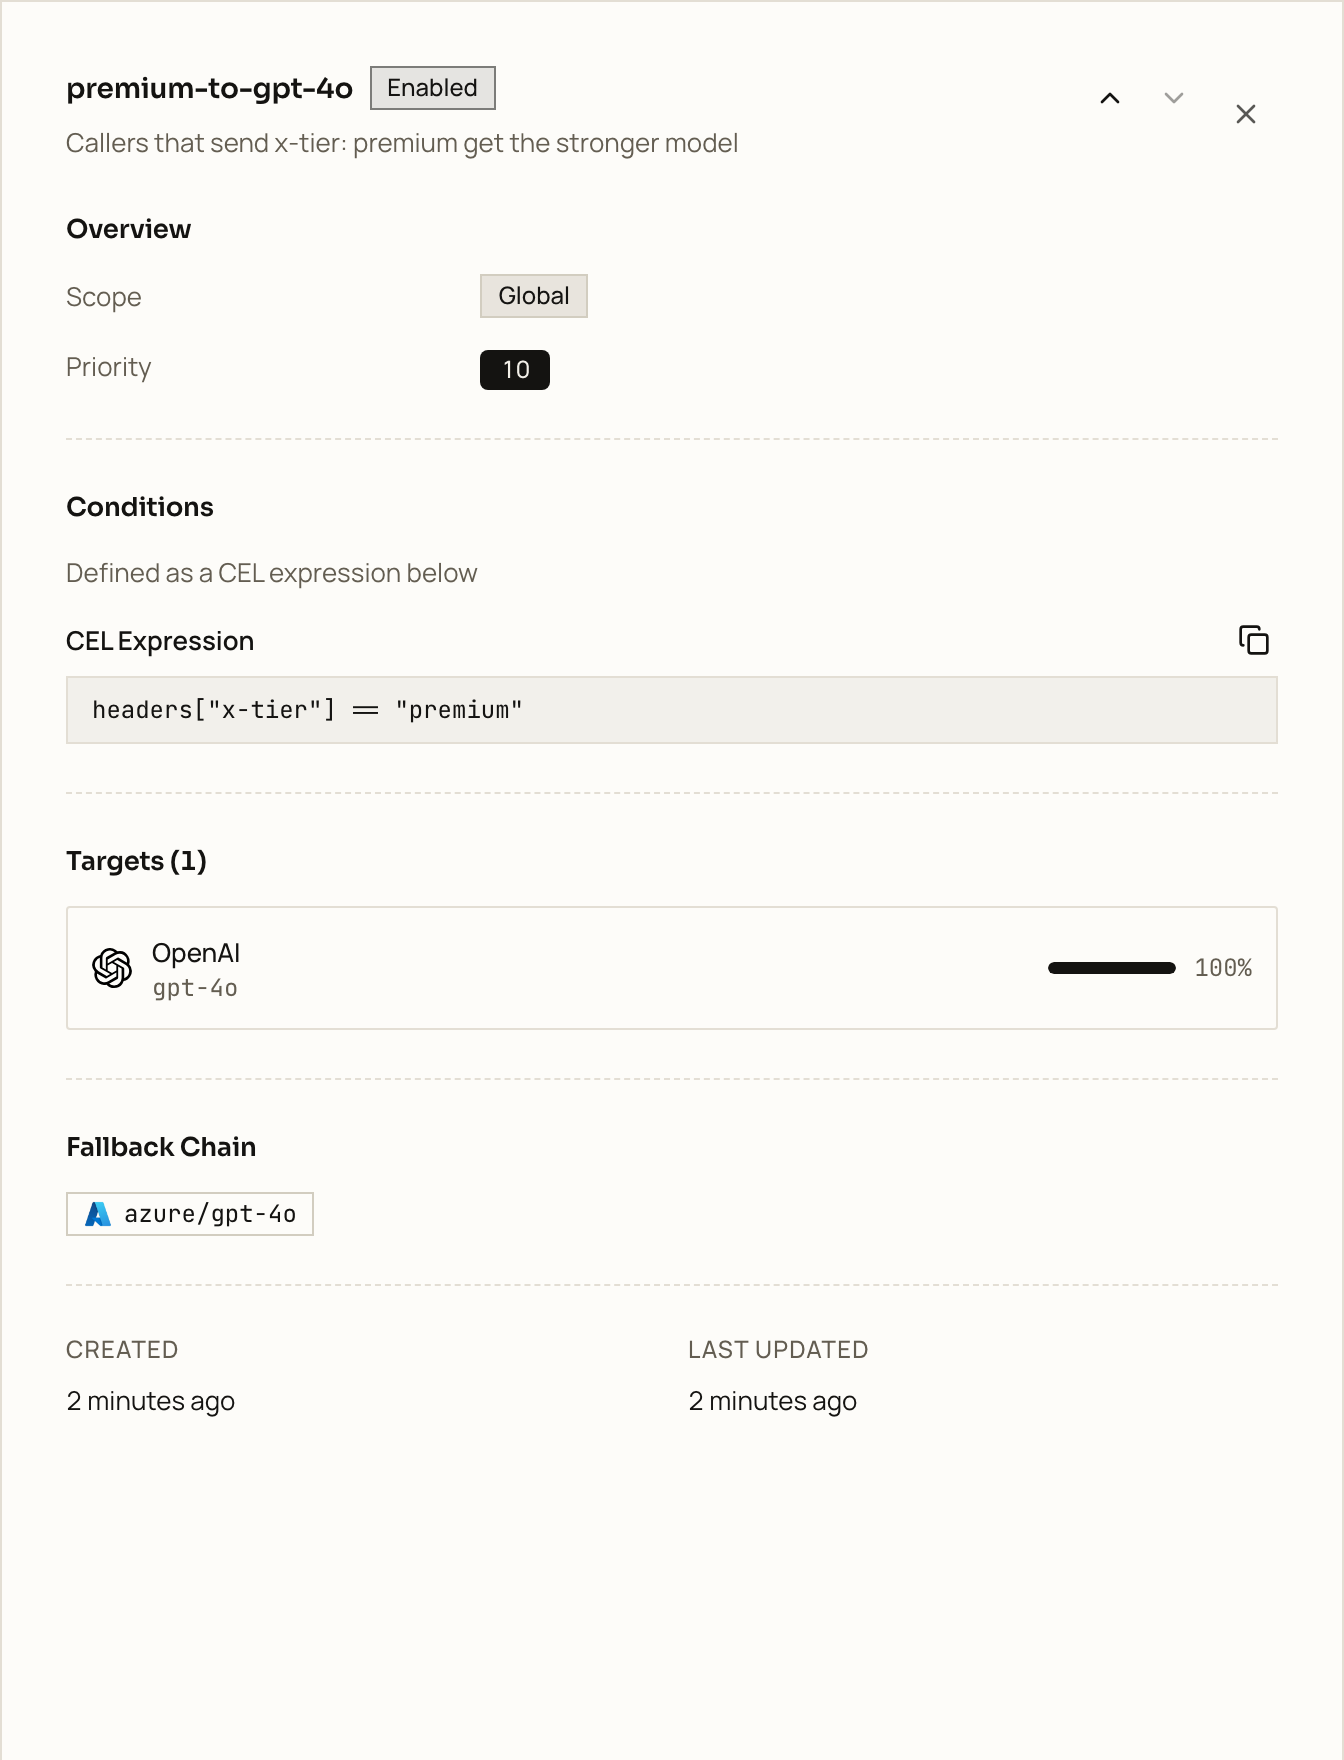 premium-to-gpt-4o Enabled
Callers that send x-tier: premium get the stronger model
Overview
Scope Global
Priority 10
Conditions
Defined as a CEL expression below
CEL Expression
headers["x-tier"] == "premium"
Targets (1)
OpenAI
gpt-4o
100%
Fallback Chain
azure/gpt-4o
CREATED LAST UPDATED
2 minutes ago 2 minutes ago